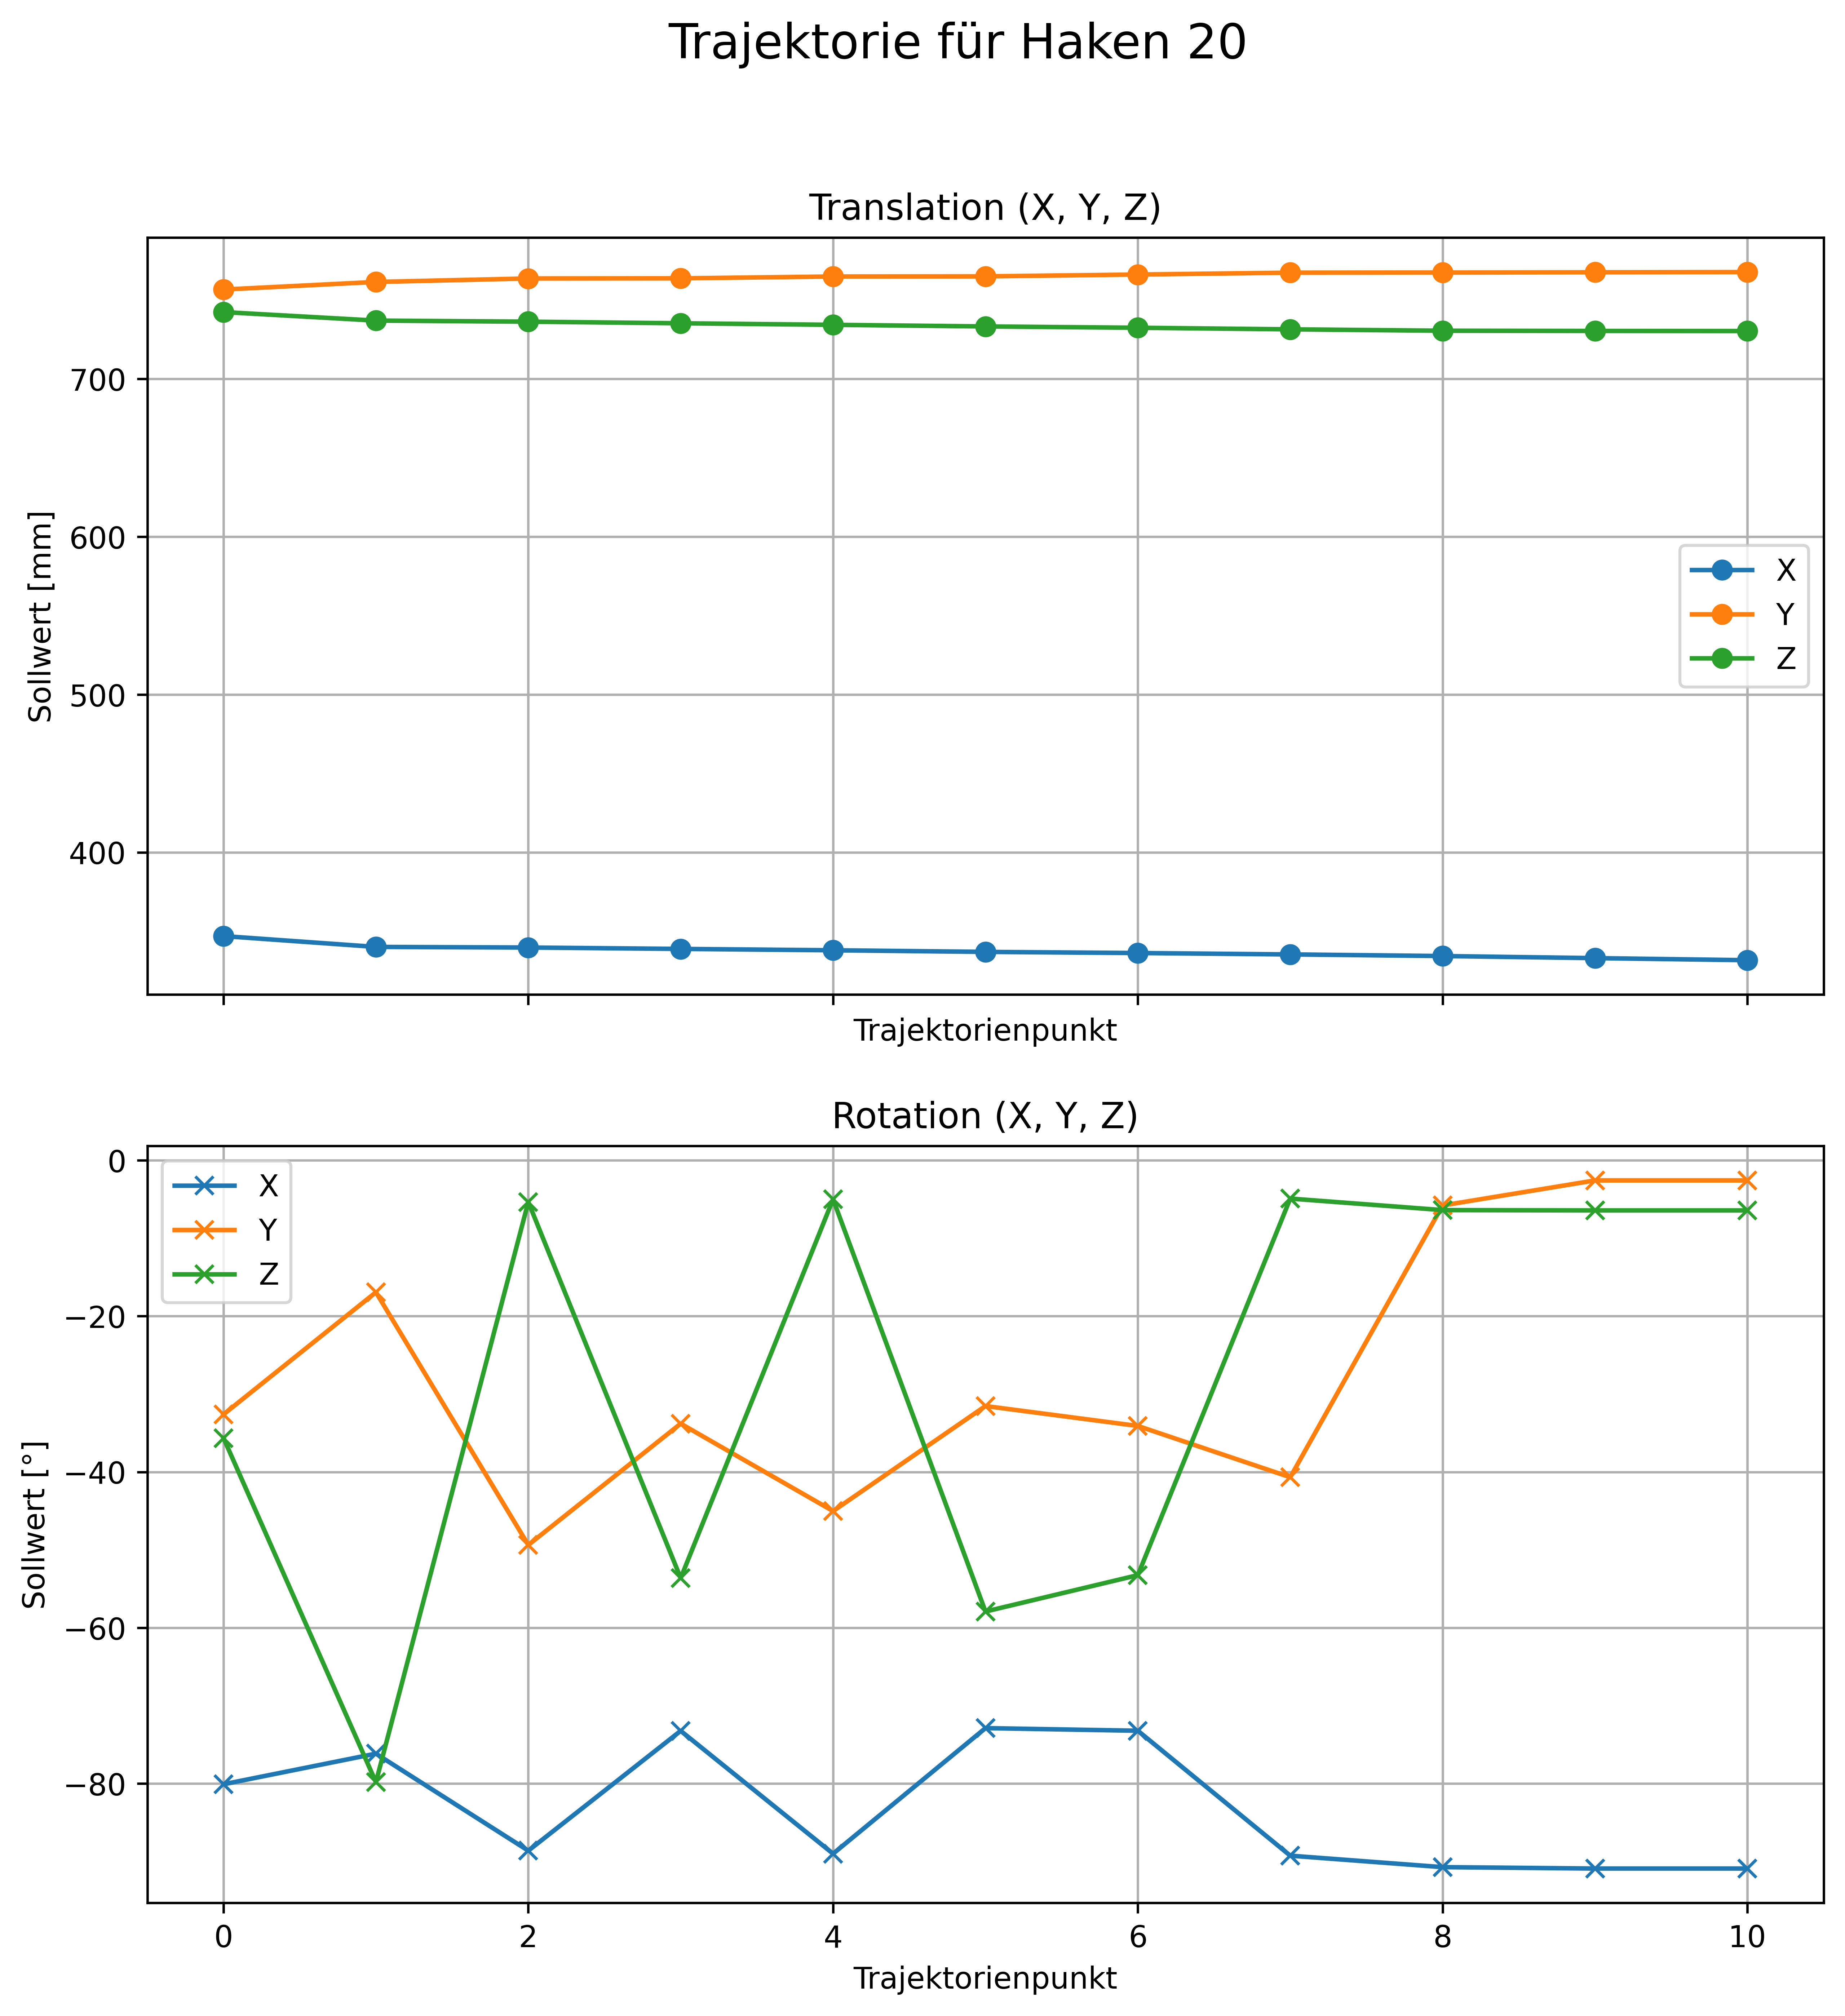 Trajektorie für Haken 20
Translation (X, Y, Z)
700
600
500
400
Sollwert [mm]
X
Y
Z
Trajektorienpunkt
Rotation (X, Y, Z)
0
−20
−40
−60
−80
Sollwert [°]
X
Y
Z
0 2 4 6 8 10
Trajektorienpunkt